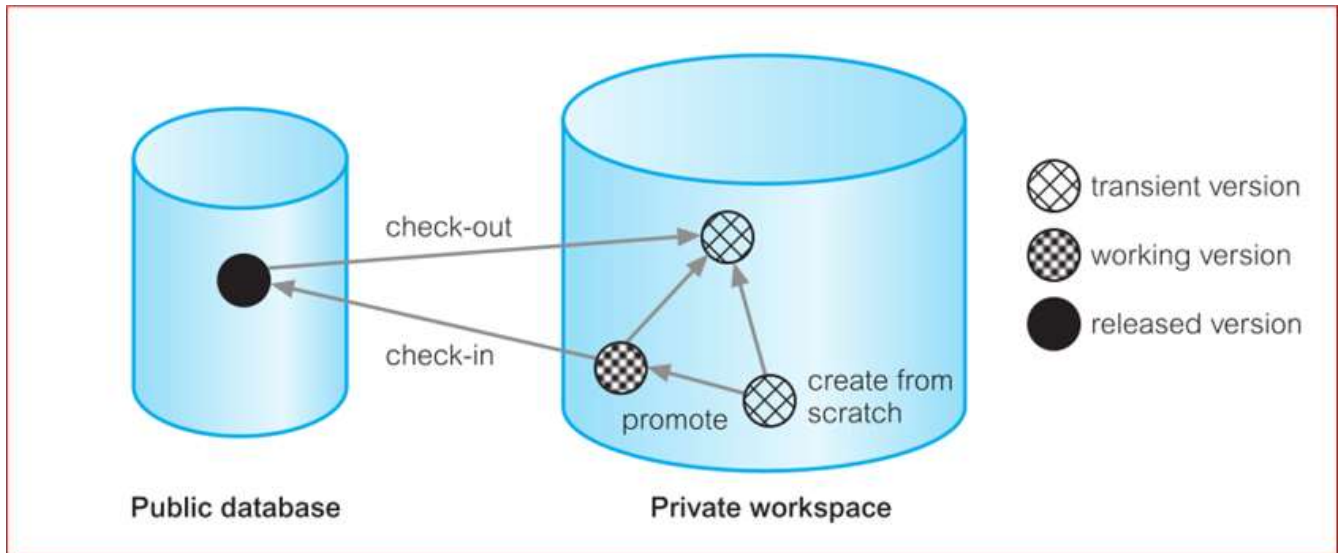 check-out
check-in
promote
create from
scratch
transient version
working version
released version
Public database
Private workspace